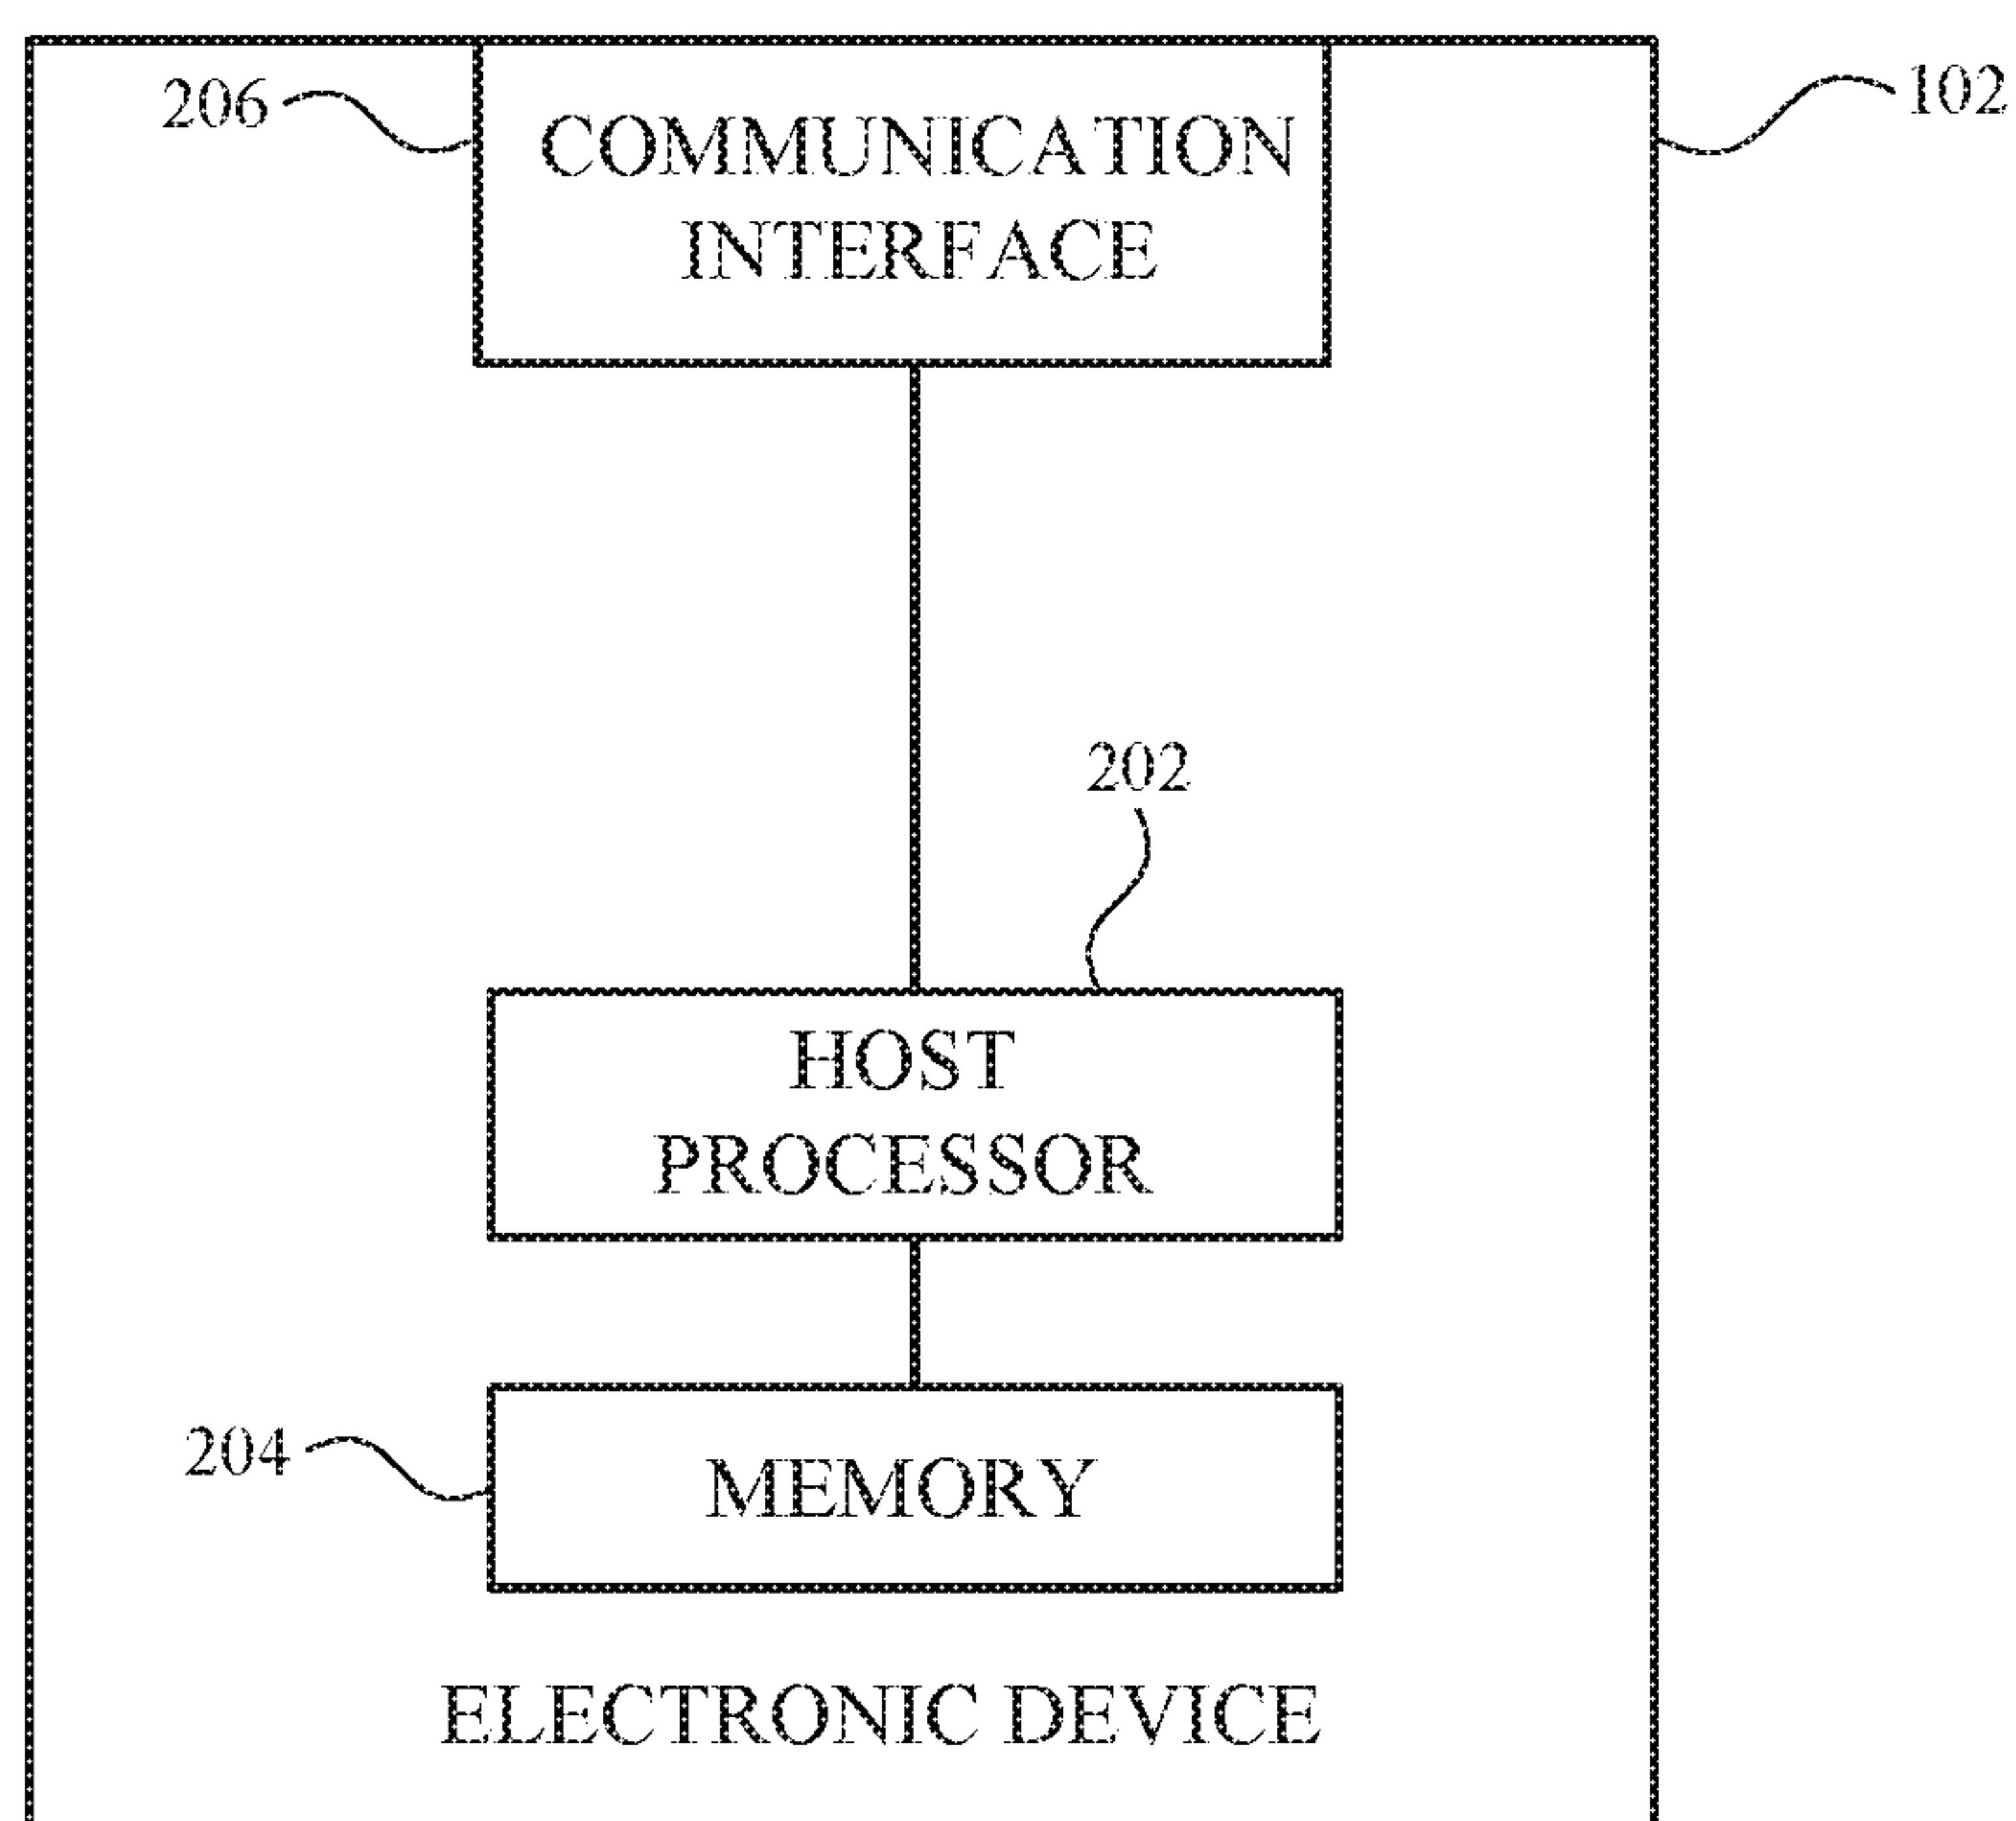 206
102
COMMUNICATION
INTERFACE
202
HOST
PROCESSOR
204
MEMORY
ELECTRONIC DEVICE